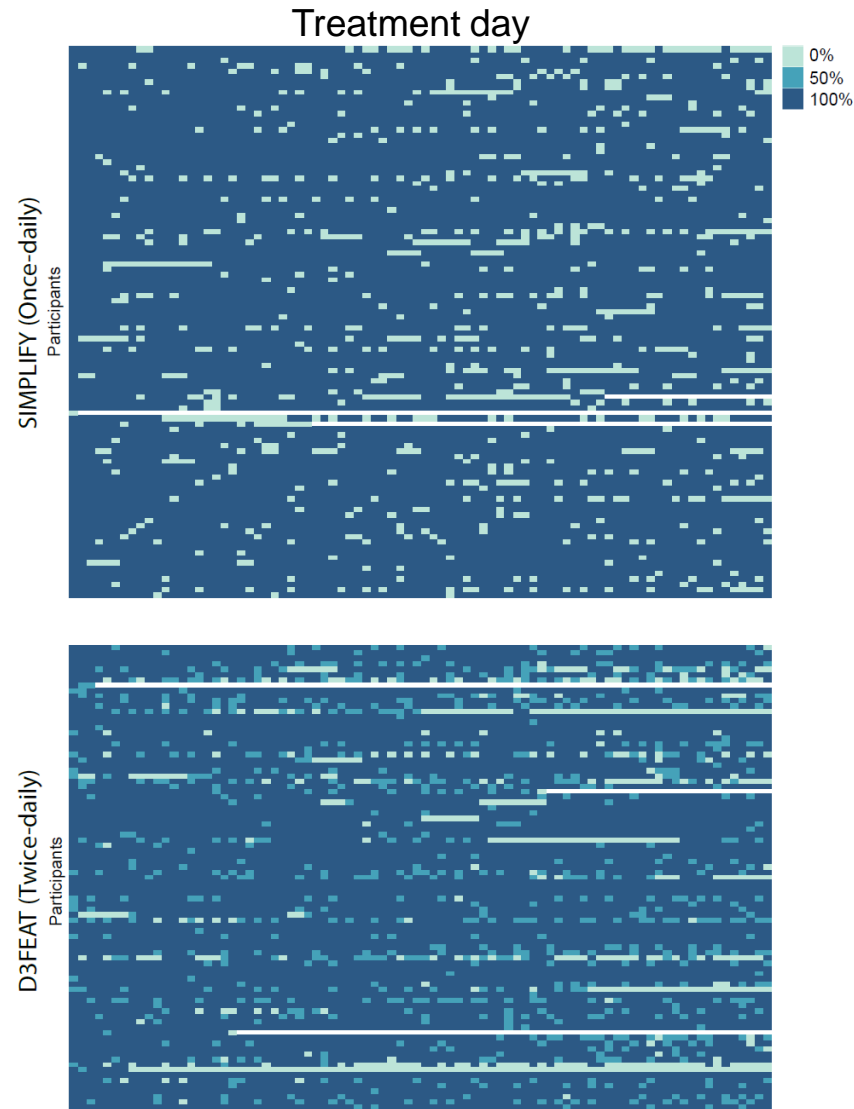 Treatment day
0%
50%
100%
SIMPLIFY (Once-daily)
Participants
D3FEAT (Twice-daily)
Participants